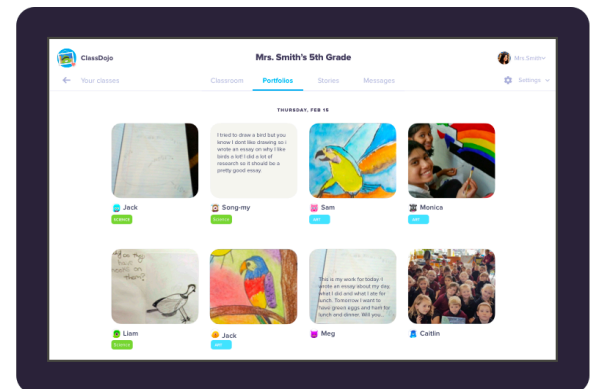 ClassDojo
Mrs. Smith's 5th Grade
Mrs.Smith
Your classes
Classroom Portfolios Stories Messages
Settings
THURSDAY, FEB 15
I tried to draw a bird but you
know I dont like drawing so i
wrote an essay on why I like
birds a lot! I did a lot of
research so it should be a
pretty good essay.
Jack
SCIENCE
Song-my
Science
Sam
ART
Monica
ART
This is my work for today -I
wrote an essay about my day,
what I did and what I ate for
lunch. Tomorrow I want to
have green eggs and ham for
lunch and dinner. Will you...
Liam
Science
Jack
ART
Meg
Caitlin